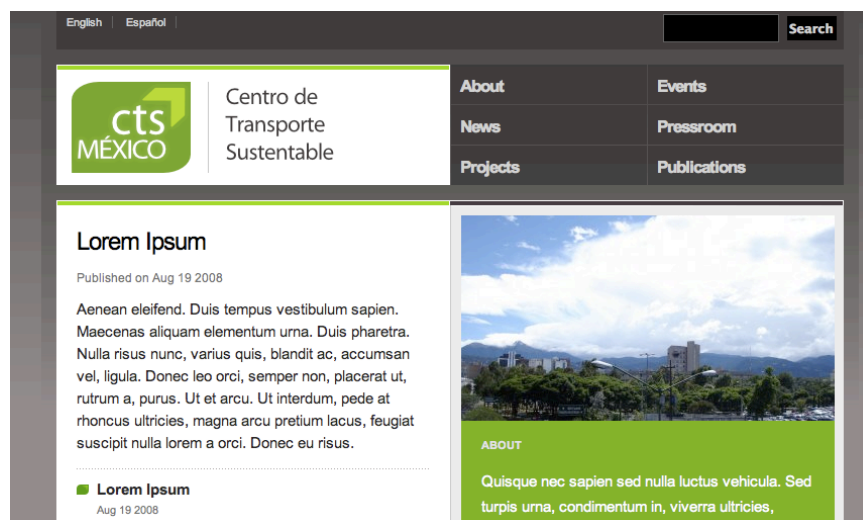 English
Español
Search
cts
MÉXICO
Centro de
Transporte
Sustentable
About
Events
News
Pressroom
Projects
Publications
Lorem Ipsum
Published on Aug 19 2008
Aenean eleifend. Duis tempus vestibulum sapien.
Maecenas aliquam elementum urna. Duis pharetra.
Nulla risus nunc, varius quis, blandit ac, accumsan
vel, ligula. Donec leo orci, semper non, placerat ut,
rutrum a, purus. Ut et arcu. Ut interdum, pede at
rhoncus ultricies, magna arcu pretium lacus, feugiat
suscipit nulla lorem a orci. Donec eu risus.
Lorem Ipsum
Aug 19 2008
ABOUT
Quisque nec sapien sed nulla luctus vehicula. Sed
turpis urna, condimentum in, viverra ultricies,